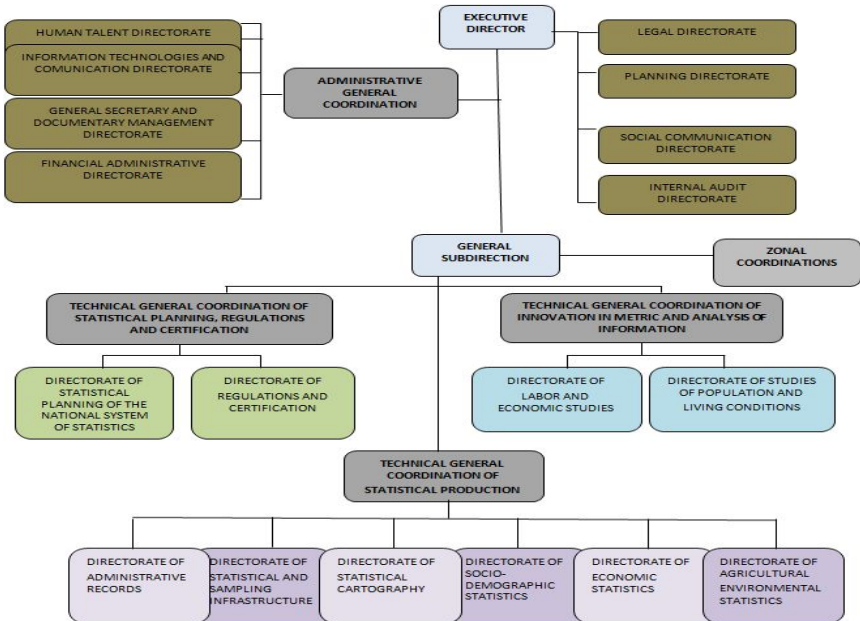 EXECUTIVE
DIRECTOR
HUMAN TALENT DIRECTORATE
INFORMATION TECHNOLOGIES AND
COMUNICATION DIRECTORATE
GENERAL SECRETARY AND
DOCUMENTARY MANAGEMENT
DIRECTORATE
FINANCIAL ADMINISTRATIVE
DIRECTORATE
ADMINISTRATIVE
GENERAL
COORDINATION
LEGAL DIRECTORATE
PLANNING DIRECTORATE
SOCIAL COMMUNICATION
DIRECTORATE
INTERNAL AUDIT
DIRECTORATE
GENERAL
SUBDIRECTION
ZONAL
COORDINATIONS
TECHNICAL GENERAL COORDINATION OF
STATISTICAL PLANNING, REGULATIONS
AND CERTIFICATION
TECHNICAL GENERAL COORDINATION OF
INNOVATION IN METRIC AND ANALYSIS OF
INFORMATION
DIRECTORATE OF
STATISTICAL
PLANNING OF THE
NATIONAL SYSTEM
OF STATISTICS
DIRECTORATE OF
REGULATIONS AND
CERTIFICATION
DIRECTORATE OF
LABOR AND
ECONOMIC STUDIES
DIRECTORATE OF STUDIES
OF POPULATION AND
LIVING CONDITIONS
TECHNICAL GENERAL
COORDINATION OF
STATISTICAL PRODUCTION
DIRECTORATE OF
ADMINISTRATIVE
RECORDS
DIRECTORATE OF
STATISTICAL AND
SAMPLING
INFRASTRUCTURE
DIRECTORATE OF
STATISTICAL
CARTOGRAPHY
DIRECTORATE OF
SOCIO-
DEMOGRAPHIC
STATISTICS
DIRECTORATE OF
ECONOMIC
STATISTICS
DIRECTORATE OF
AGRICULTURAL
ENVIRONMENTAL
STATISTICS